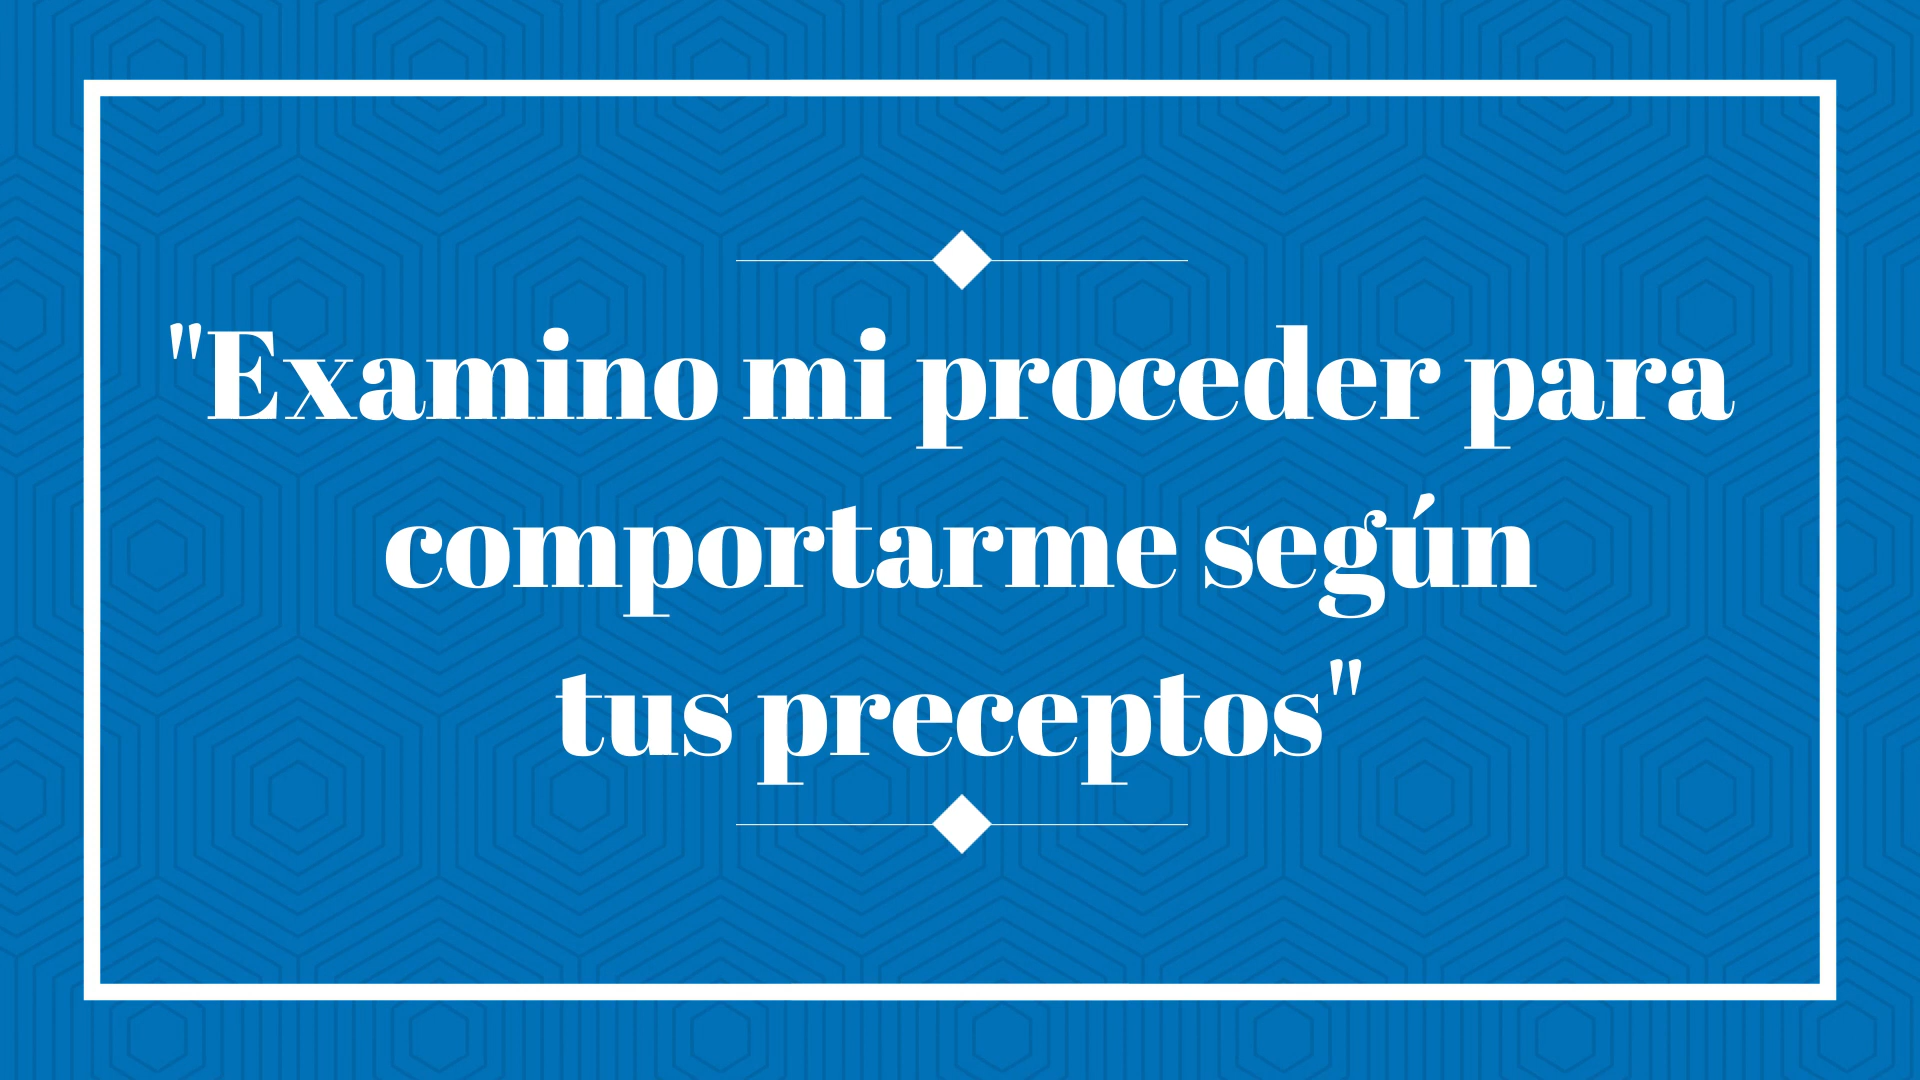 "Examino mi proceder para
comportarme según
tus preceptos"